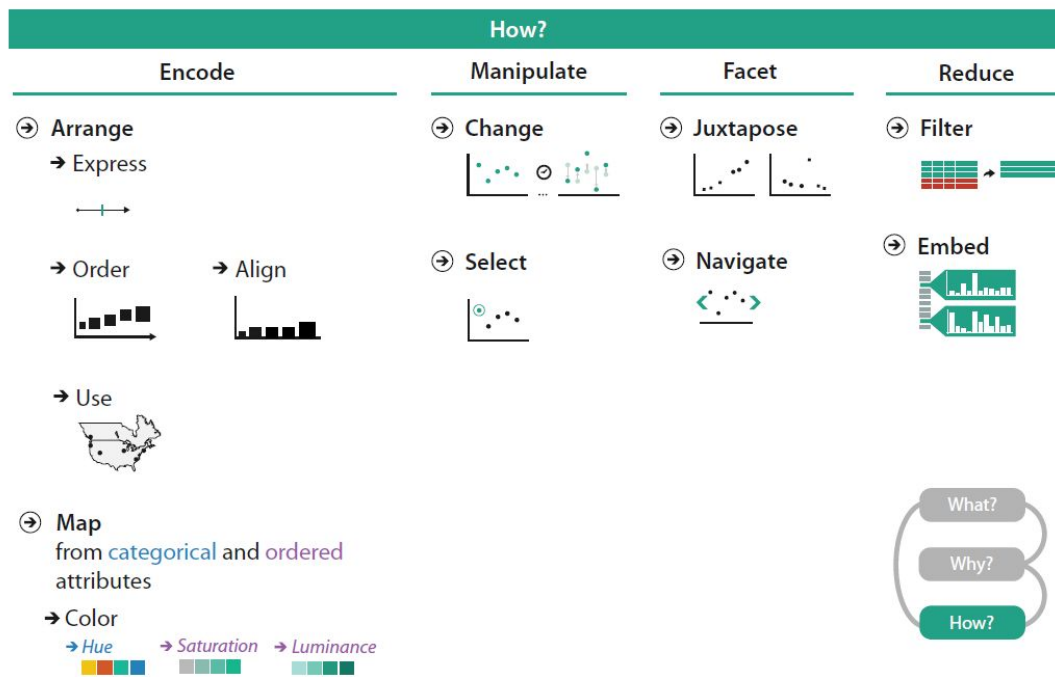 How?
Encode
Manipulate
Facet
Reduce
Arrange
Express
Order
Align
Use
Map
from categorical and ordered
attributes
Color
Hue
Saturation
Luminance
Change
...
Select
Juxtapose
Navigate
Filter
Embed
What?
Why?
How?